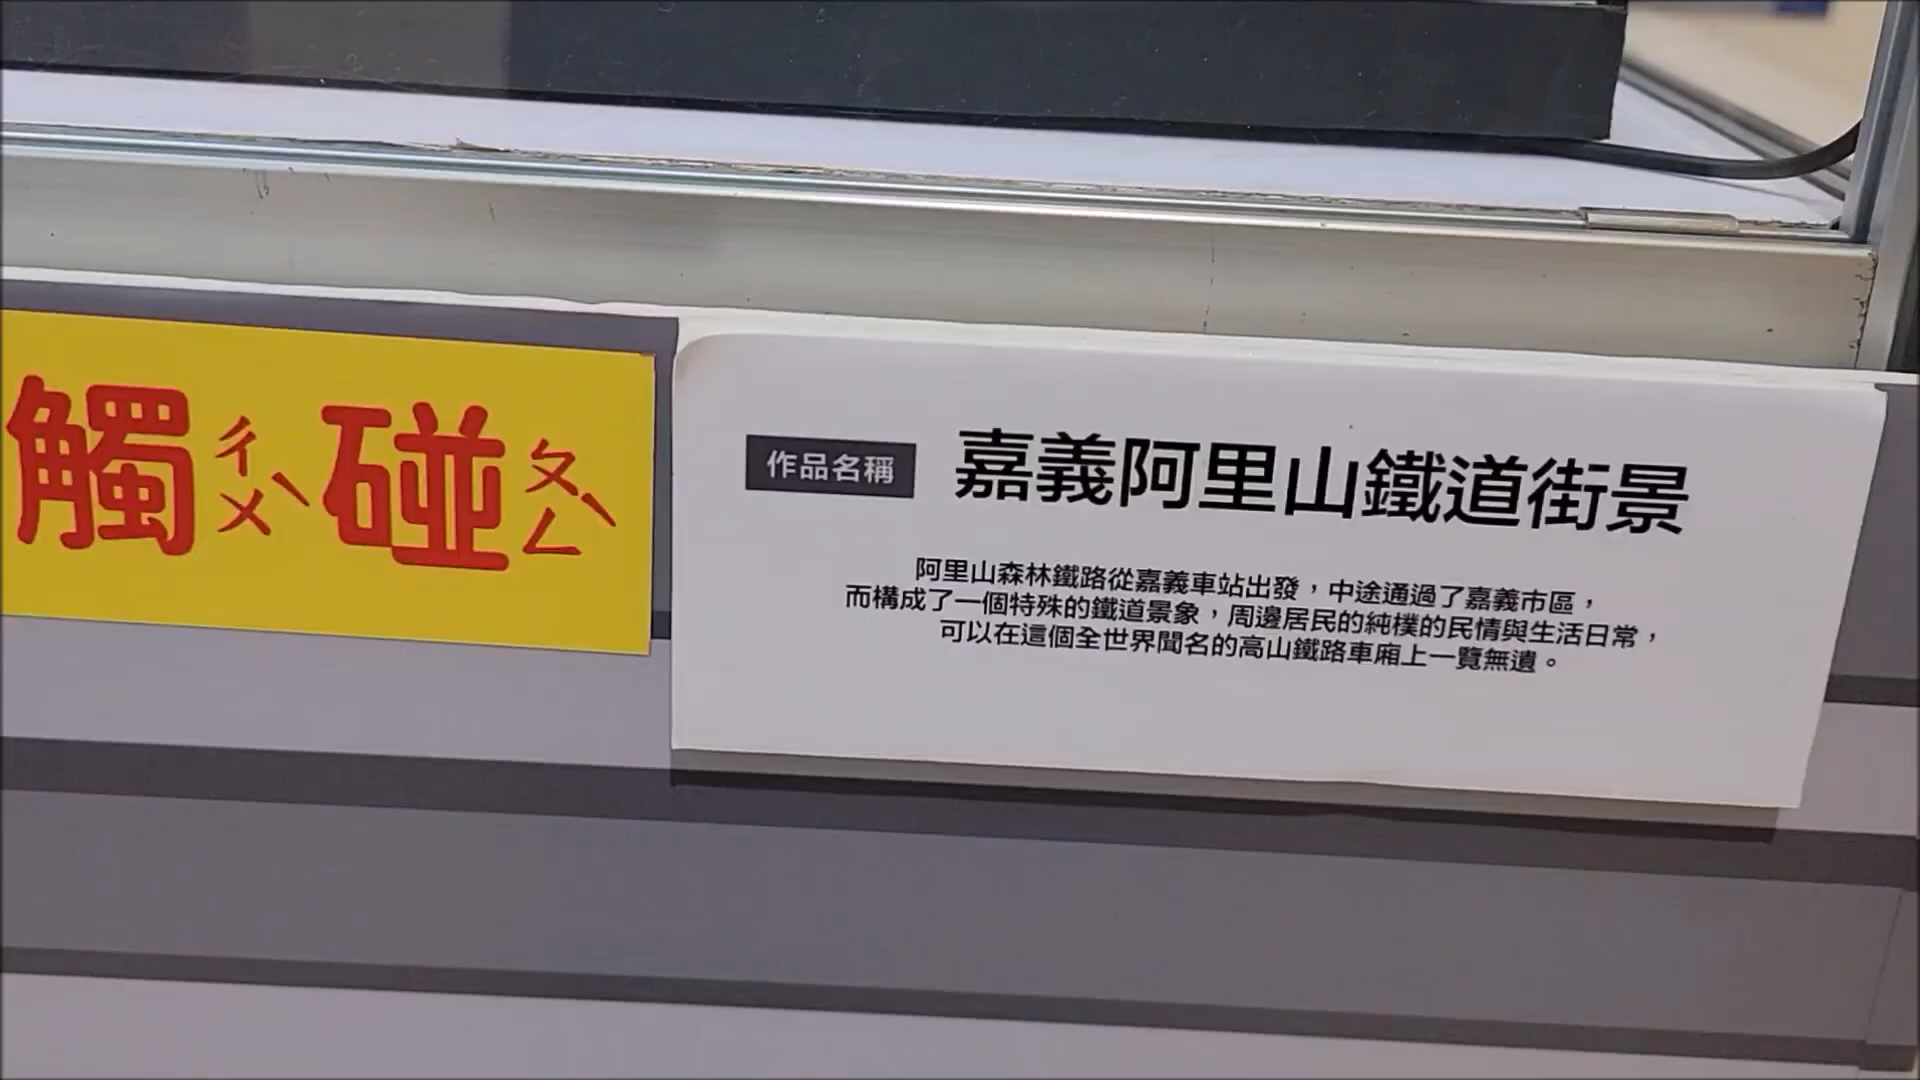 觸ㄔㄨˋ碰ㄆㄥˋ
作品名稱 嘉義阿里山鐵道街景
阿里山森林鐵路從嘉義車站出發，中途通過了嘉義市區，
而構成了一個特殊的鐵道景象，周邊居民的純樸的民情與生活日常，
可以在這個全世界聞名的高山鐵路車廂上一覽無遺。